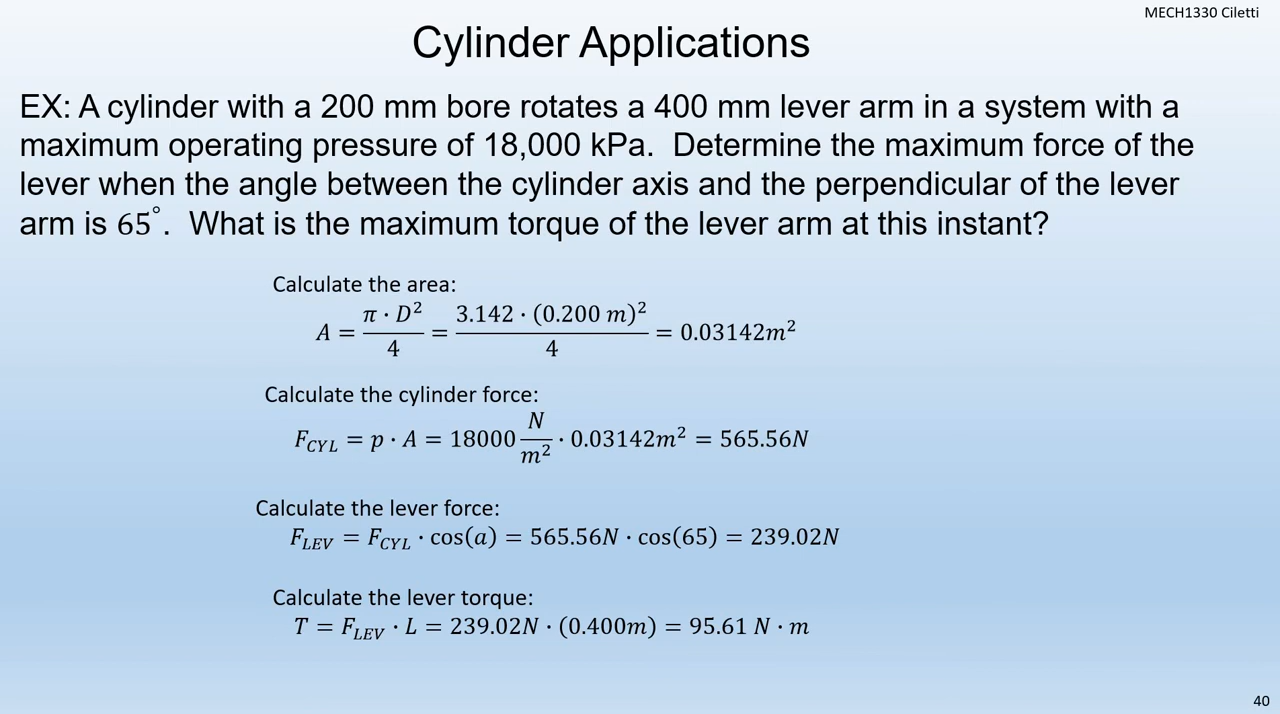 MECH1330 Ciletti
Cylinder Applications
EX: A cylinder with a 200 mm bore rotates a 400 mm lever arm in a system with a
maximum operating pressure of 18,000 kPa.  Determine the maximum force of the
lever when the angle between the cylinder axis and the perpendicular of the lever
arm is 65°.  What is the maximum torque of the lever arm at this instant?
Calculate the area:
A = π · D² / 4 = 3.142 · (0.200 m)² / 4 = 0.03142m²
Calculate the cylinder force:
F_CYL = p · A = 18000 N/m² · 0.03142m² = 565.56N
Calculate the lever force:
F_LEV = F_CYL · cos(a) = 565.56N · cos(65) = 239.02N
Calculate the lever torque:
T = F_LEV · L = 239.02N · (0.400m) = 95.61 N · m
40